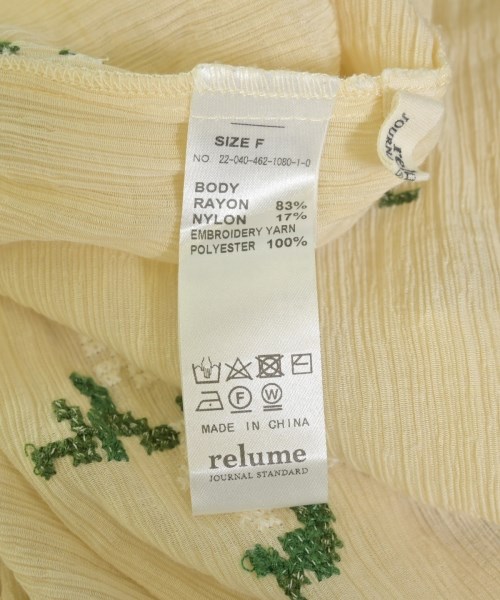 SIZE F
NO. 22-040-462-1080-1-0
BODY
RAYON 83%
NYLON 17%
EMBROIDERY YARN
POLYESTER 100%
F W
MADE IN CHINA
relume
JOURNAL STANDARD
JOURN